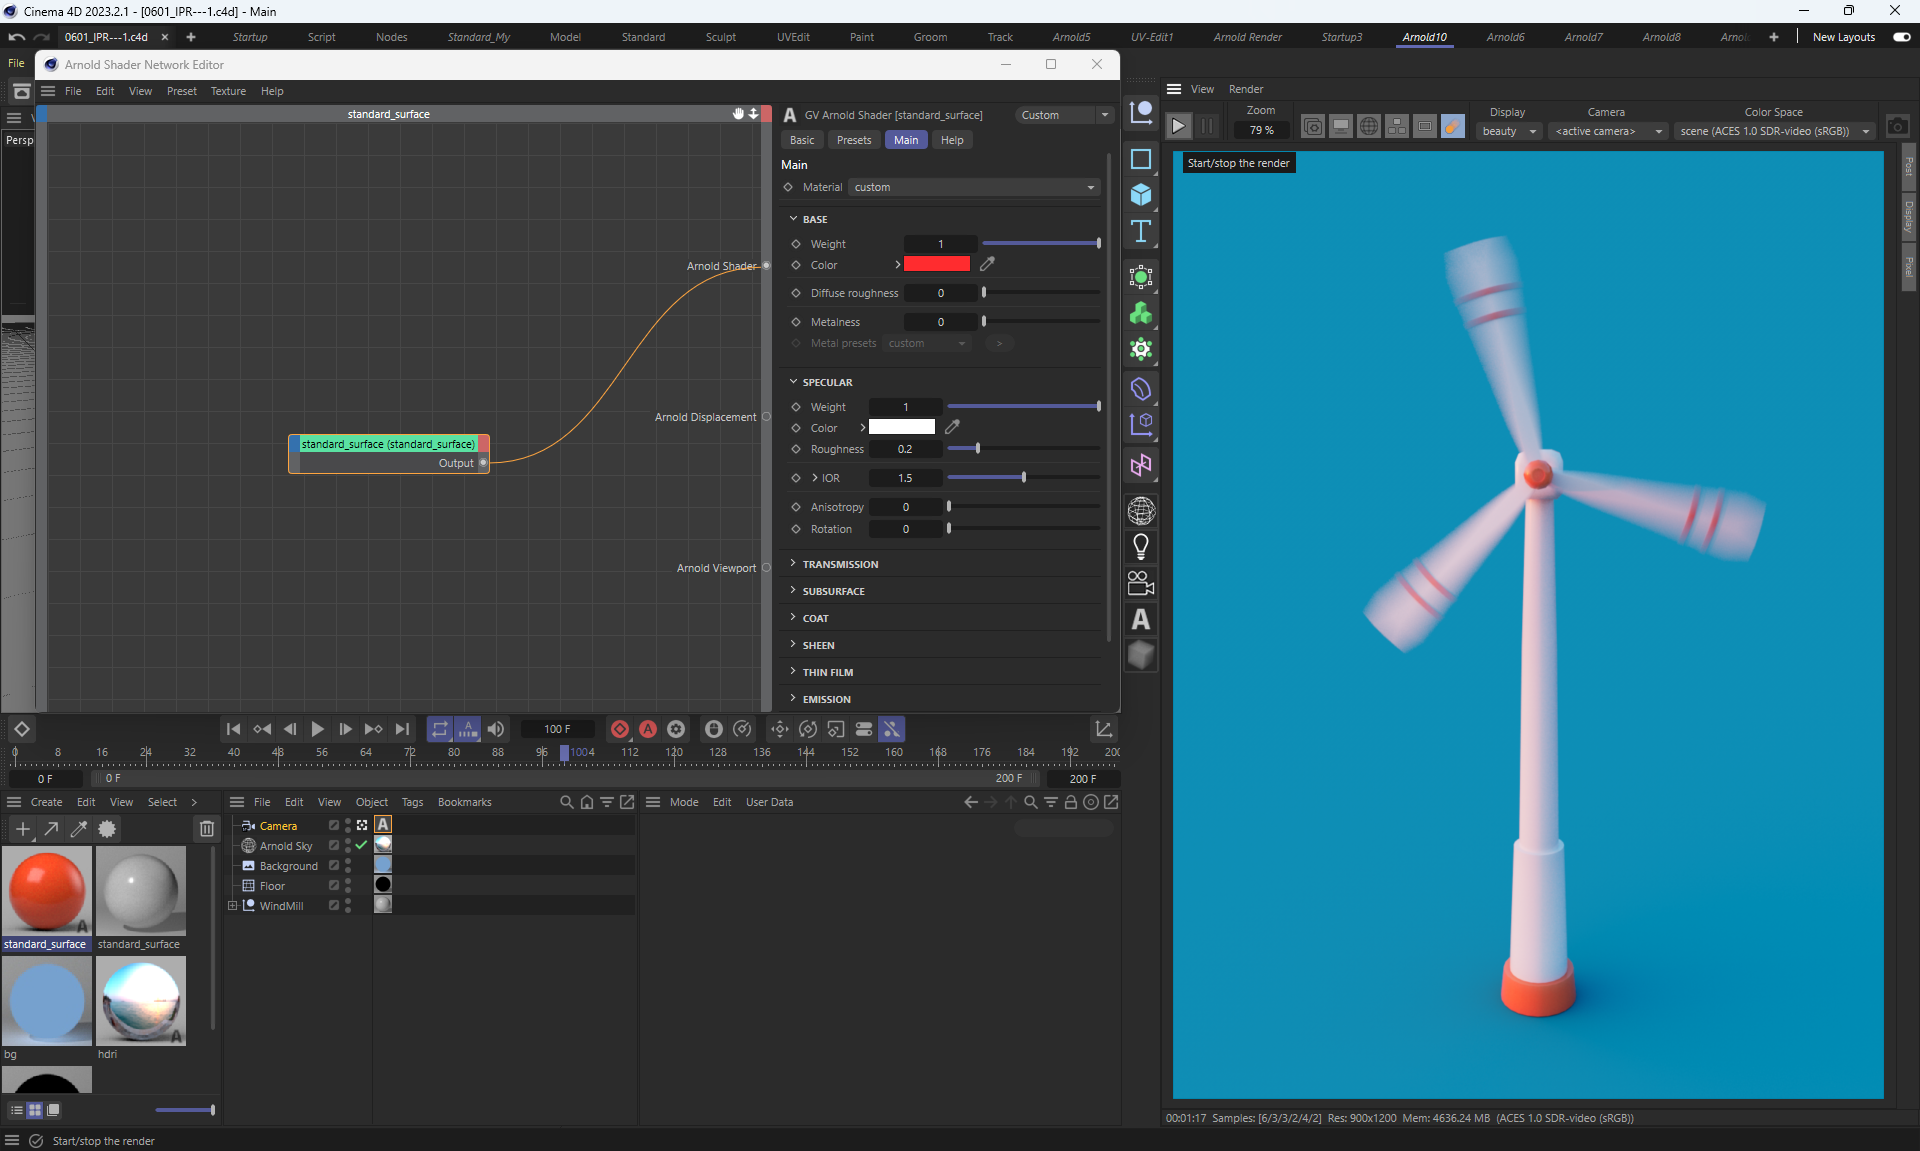 Cinema 4D 2023.2.1 - [0601_IPR---1.c4d] - Main
0601_IPR---1.c4d
Startup
Script
Nodes
Standard_My
Model
Standard
Sculpt
UVEdit
Paint
Groom
Track
Arnold5
UV-Edit1
Arnold Render
Startup3
Arnold10
Arnold6
Arnold7
Arnold8
New Layouts
File
Arnold Shader Network Editor
File Edit View Preset Texture Help
Persp
standard_surface
Arnold Shader
Arnold Displacement
standard_surface (standard_surface)
Output
Arnold Viewport
A GV Arnold Shader [standard_surface]
Custom
Basic Presets Main Help
Main
Material custom
BASE
Weight 1
Color
Diffuse roughness 0
Metalness 0
Metal presets custom >
SPECULAR
Weight 1
Color
Roughness 0.2
IOR 1.5
Anisotropy 0
Rotation 0
TRANSMISSION
SUBSURFACE
COAT
SHEEN
THIN FILM
EMISSION
View Render
Zoom Display Camera Color Space
79 % beauty <active camera> scene (ACES 1.0 SDR-video (sRGB))
Start/stop the render
Post
Display
Pixel
00:01:17 Samples: [6/3/3/2/4/2] Res: 900x1200 Mem: 4636.24 MB (ACES 1.0 SDR-video (sRGB))
100 F
0 8 16 24 32 40 48 56 64 72 80 88 96 1004 112 120 128 136 144 152 160 168 176 184 192 200
0 F 0 F 200 F 200 F
Create Edit View Select
standard_surface standard_surface
bg hdri
File Edit View Object Tags Bookmarks
Camera
Arnold Sky
Background
Floor
WindMill
Mode Edit User Data
Start/stop the render